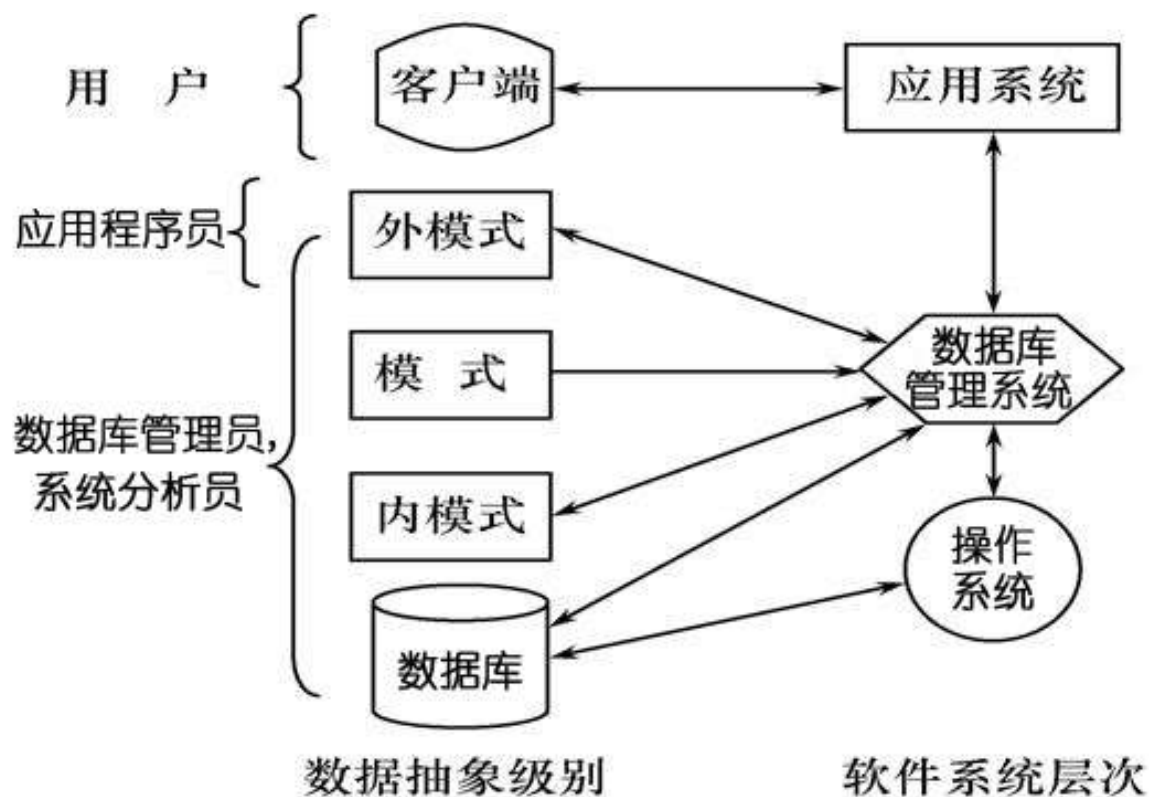 用 户
客户端
应用系统
应用程序员
外模式
模 式
数据库
管理系统
数据库管理员,
系统分析员
内模式
操作
系统
数据库
数据抽象级别
软件系统层次